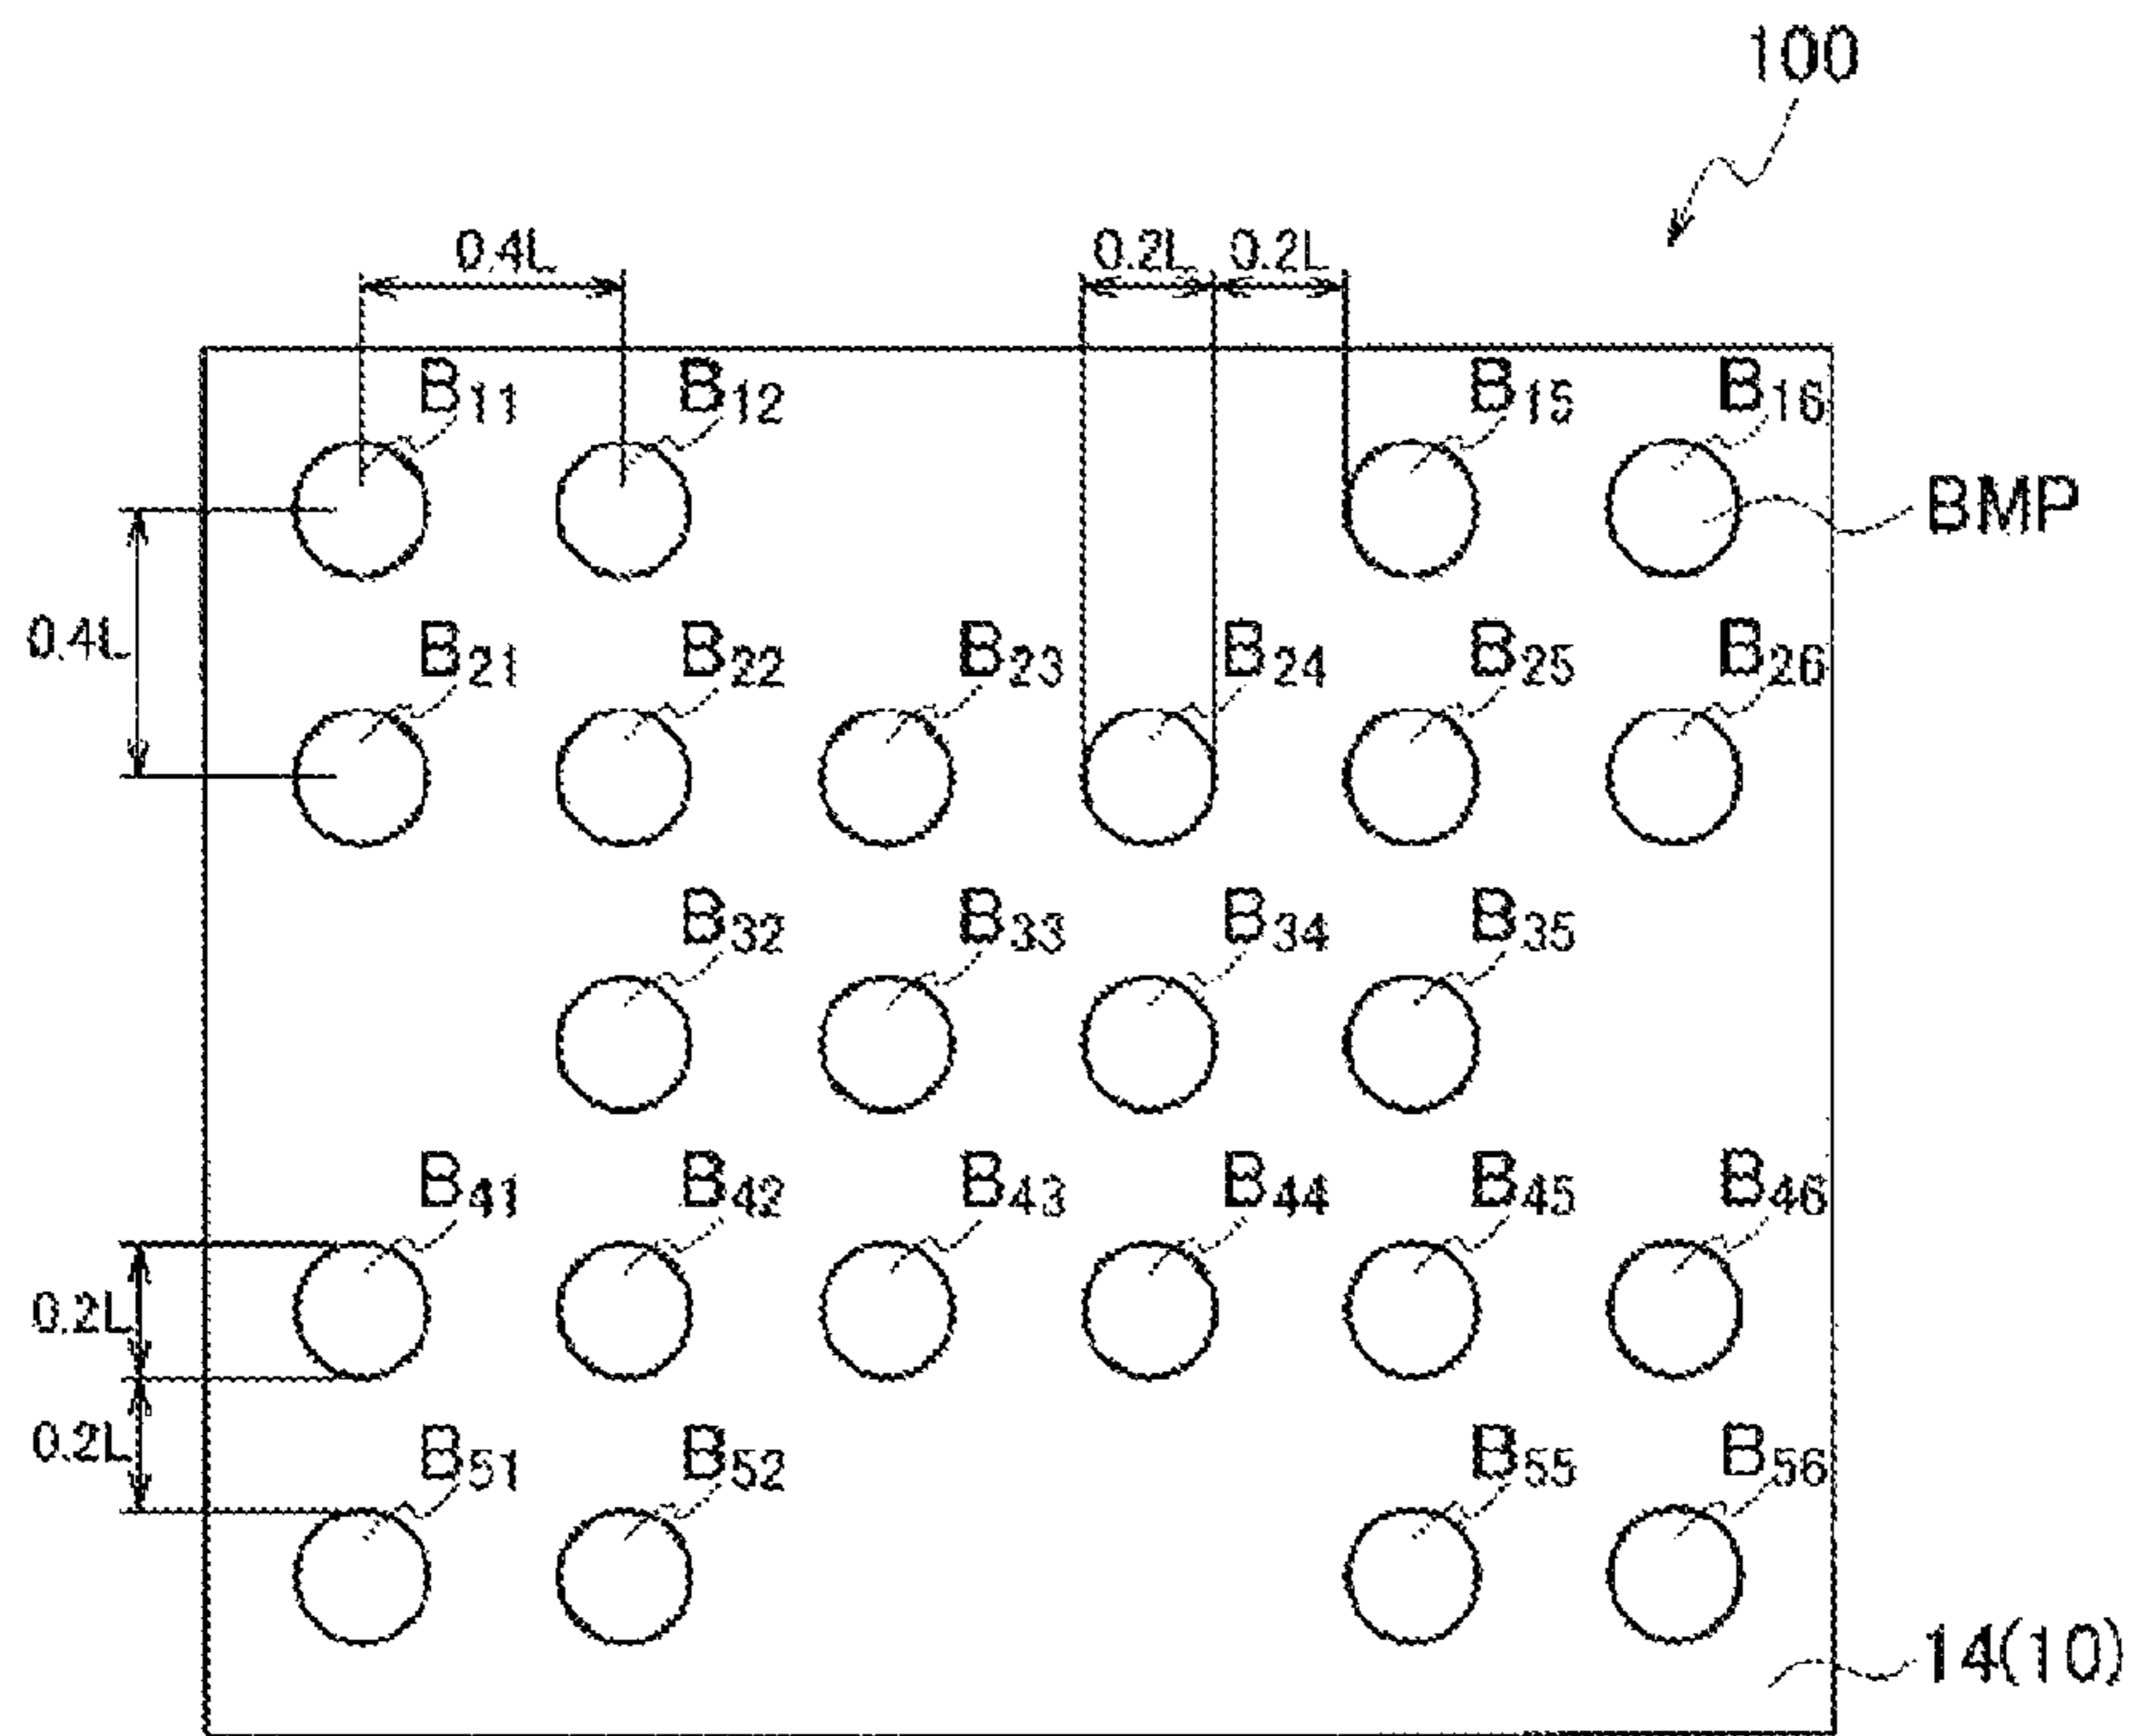 100
0.4L 0.2L 0.2L
B11 B12 B15 B16
BMP
0.4L
B21 B22 B23 B24 B25 B26
B32 B33 B34 B35
B41 B42 B43 B44 B45 B46
0.2L
0.2L
B51 B52 B55 B56
14(10)